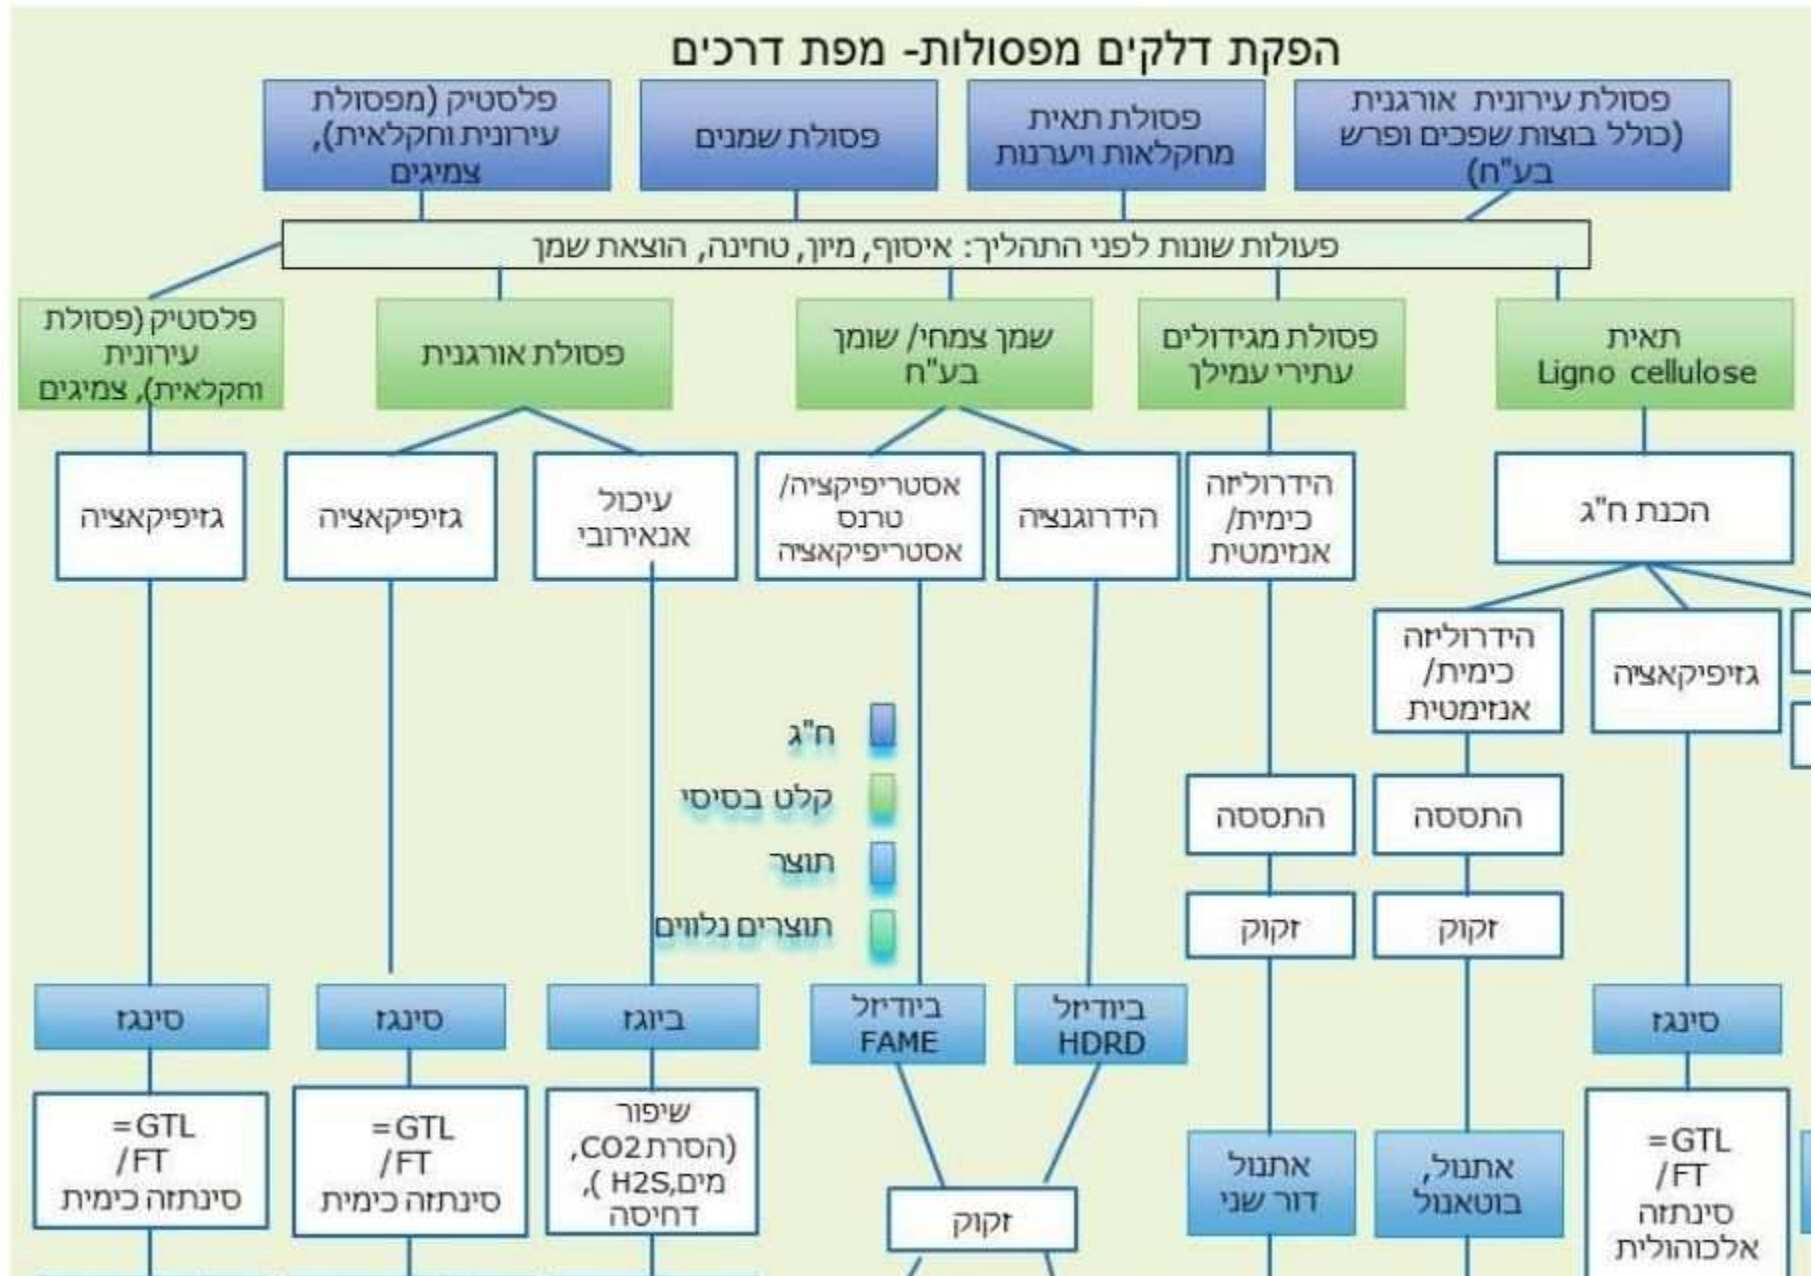 הפקת דלקים מפסולות- מפת דרכים
פסולת עירונית אורגנית
(כולל בוצות שפכים ופרש
בע"ח)
פסולת תאית
מחקלאות ויערנות
פסולת שמנים
פלסטיק (מפסולת
עירונית וחקלאית),
צמיגים
פעולות שונות לפני התהליך: איסוף, מיון, טחינה, הוצאת שמן
תאית
Ligno cellulose
פסולת מגידולים
עתירי עמילן
שמן צמחי/ שומן
בע"ח
פסולת אורגנית
פלסטיק (פסולת
עירונית
וחקלאית), צמיגים
הכנת ח"ג
הידרוליזה
כימית/
אנזימטית
הידרוגנציה
אסטריפיקציה/
טרנס
אסטריפיקאציה
עיכול
אנאירובי
גזיפיקאציה
גזיפיקאציה
גזיפיקאציה
הידרוליזה
כימית/
אנזימטית
ח"ג
קלט בסיסי
תוצר
תוצרים נלווים
התססה
התססה
זקוק
זקוק
סינגז
ביודיזל
HDRD
ביודיזל
FAME
ביוגז
סינגז
סינגז
=GTL
/FT
סינתזה
אלכוהולית
אתנול,
בוטאנול
אתנול
דור שני
זקוק
שיפור
(הסרת CO2,
מים,H2S ),
דחיסה
=GTL
/FT
סינתזה כימית
=GTL
/FT
סינתזה כימית